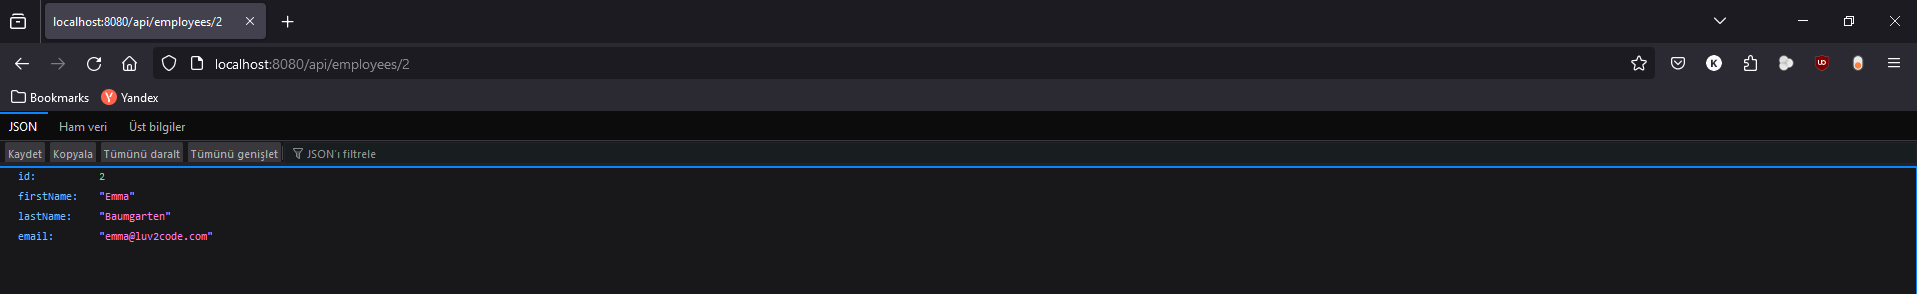 localhost:8080/api/employees/2
localhost:8080/api/employees/2
K
UO
Bookmarks Y Yandex
JSON Ham veri Üst bilgiler
Kaydet Kopyala Tümünü daralt Tümünü genişlet JSON'ı filtrele
id: 2
firstName: "Emma"
lastName: "Baumgarten"
email: "emma@luv2code.com"